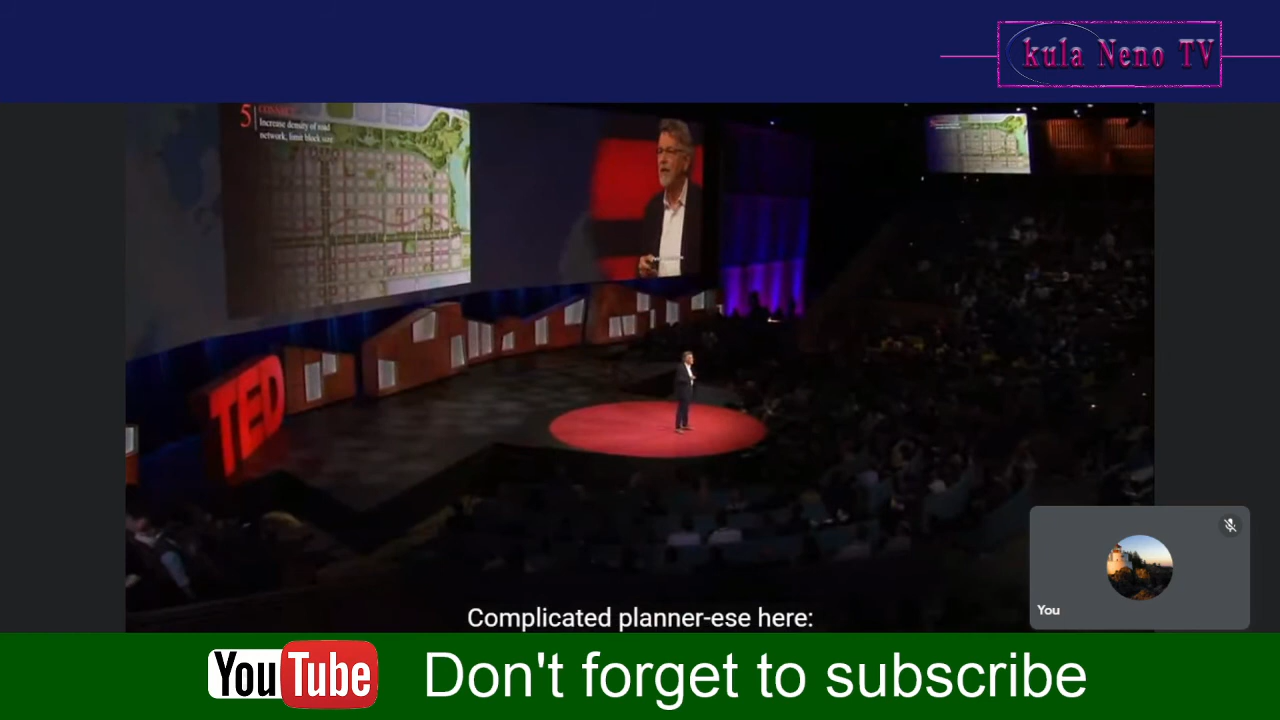 kula Neno TV
5 CONNECT
Increase density of road
network, limit block size
TED
You
Complicated planner-ese here:
YouTube Don't forget to subscribe